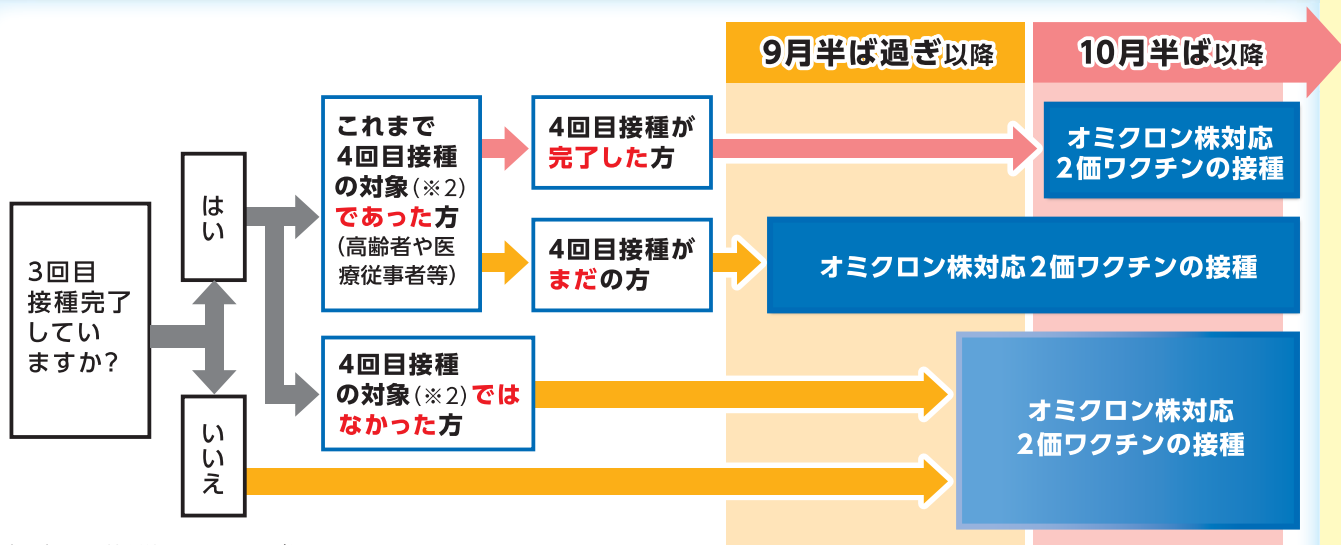 9月半ば過ぎ以降
10月半ば以降
3回目
接種完了
してい
ますか?
はい
いいえ
これまで
4回目接種
の対象(※2)
であった方
(高齢者や医
療従事者等)
4回目接種が
完了した方
オミクロン株対応
2価ワクチンの接種
4回目接種が
まだの方
オミクロン株対応2価ワクチンの接種
4回目接種
の対象(※2)では
なかった方
オミクロン株対応
2価ワクチンの接種